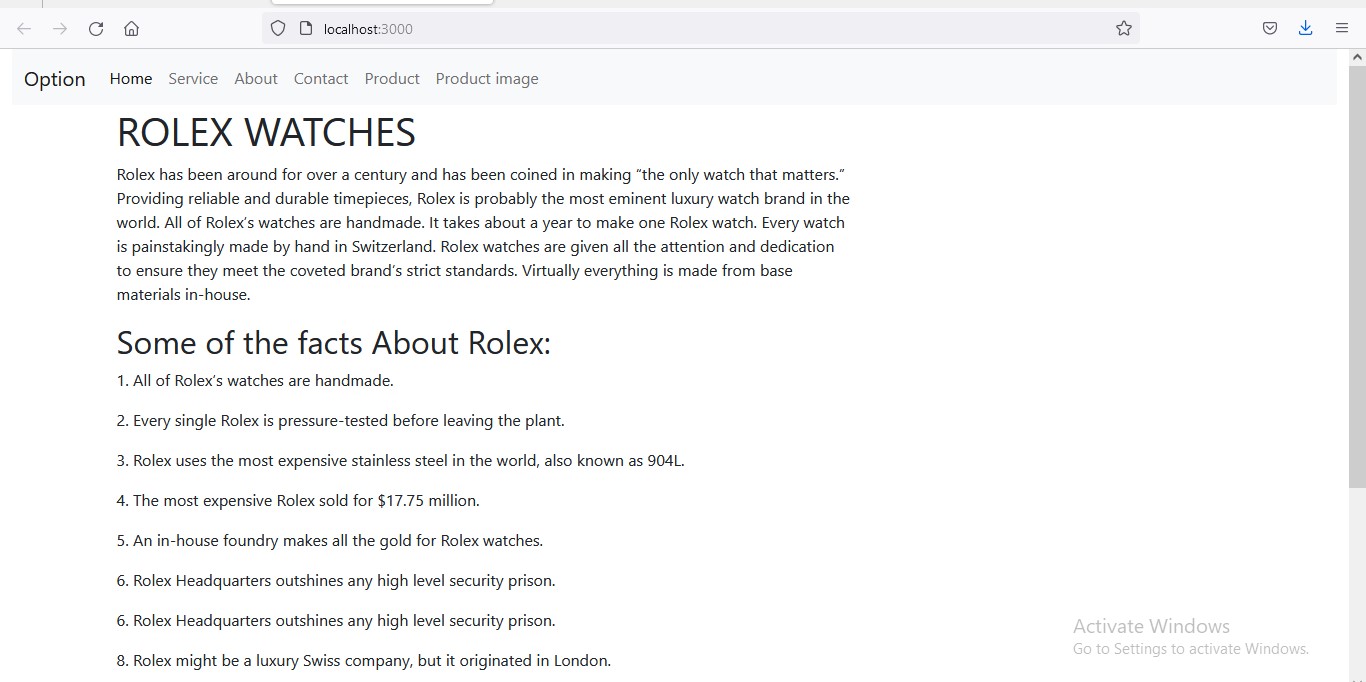 localhost:3000
Option Home Service About Contact Product Product image
ROLEX WATCHES
Rolex has been around for over a century and has been coined in making “the only watch that matters.”
Providing reliable and durable timepieces, Rolex is probably the most eminent luxury watch brand in the
world. All of Rolex’s watches are handmade. It takes about a year to make one Rolex watch. Every watch
is painstakingly made by hand in Switzerland. Rolex watches are given all the attention and dedication
to ensure they meet the coveted brand’s strict standards. Virtually everything is made from base
materials in-house.
Some of the facts About Rolex:
1. All of Rolex’s watches are handmade.
2. Every single Rolex is pressure-tested before leaving the plant.
3. Rolex uses the most expensive stainless steel in the world, also known as 904L.
4. The most expensive Rolex sold for $17.75 million.
5. An in-house foundry makes all the gold for Rolex watches.
6. Rolex Headquarters outshines any high level security prison.
6. Rolex Headquarters outshines any high level security prison.
8. Rolex might be a luxury Swiss company, but it originated in London.
Activate Windows
Go to Settings to activate Windows.